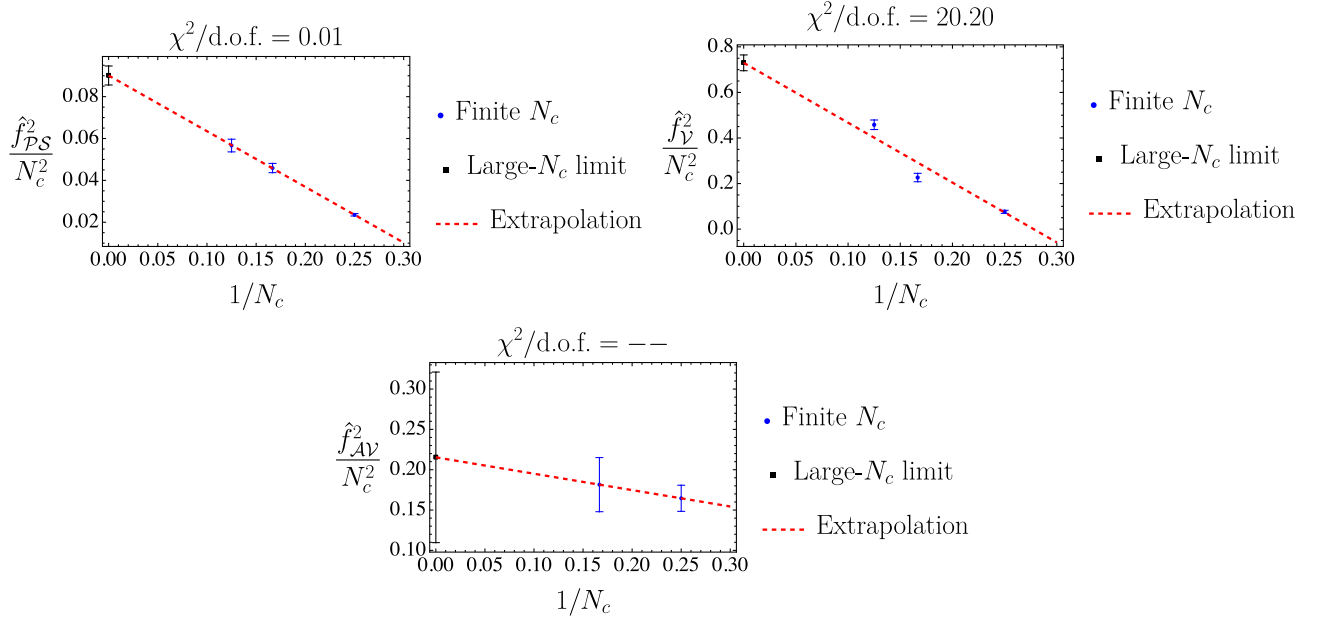 χ²/d.o.f. = 0.01
f̂²_𝒫𝒮 / N_c²
0.08
0.06
0.04
0.02
0.00 0.05 0.10 0.15 0.20 0.25 0.30
1/N_c
Finite N_c
Large-N_c limit
Extrapolation
χ²/d.o.f. = 20.20
f̂²_𝒱 / N_c²
0.8
0.6
0.4
0.2
0.0
0.00 0.05 0.10 0.15 0.20 0.25 0.30
1/N_c
Finite N_c
Large-N_c limit
Extrapolation
χ²/d.o.f. = −−
f̂²_𝒜𝒱 / N_c²
0.30
0.25
0.20
0.15
0.10
0.00 0.05 0.10 0.15 0.20 0.25 0.30
1/N_c
Finite N_c
Large-N_c limit
Extrapolation